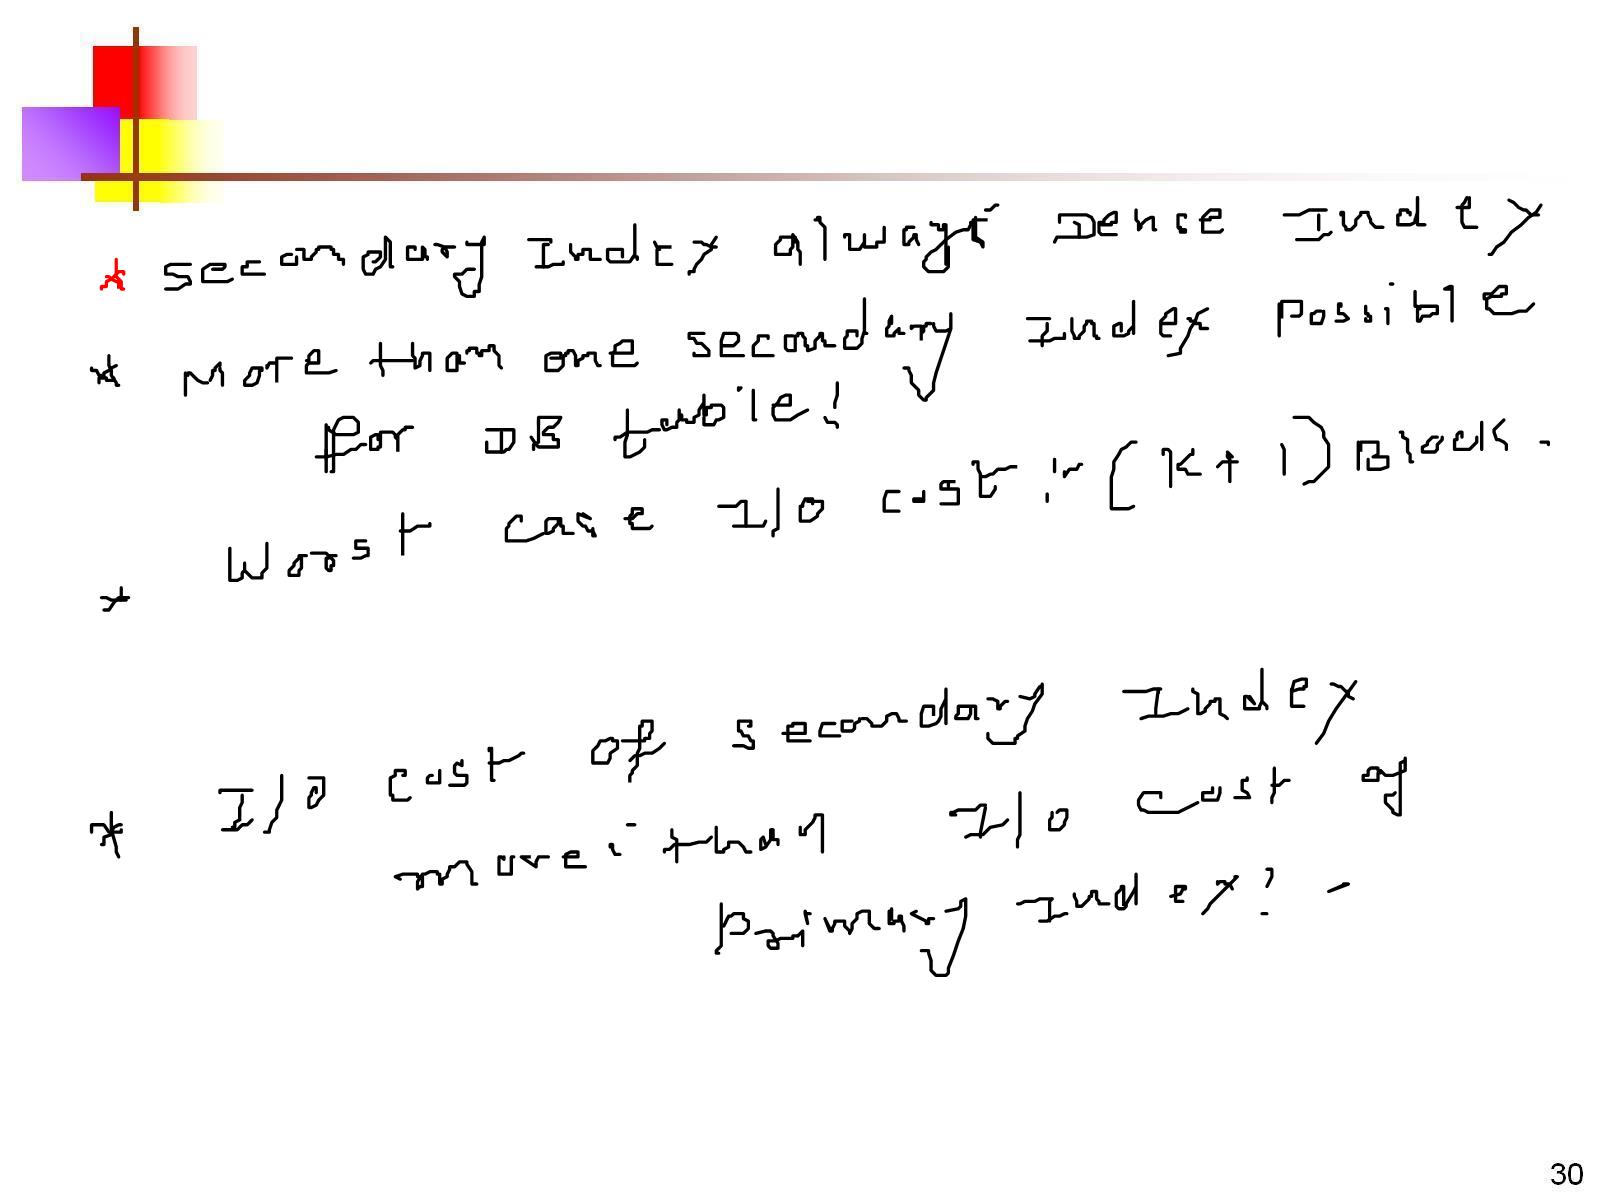 * Secondary Index always Dense Index
* More than one secondary Index Possible
for DB table!
* Worst case I/O cost is (K+1) Block.
* I/O cost of secondary Index
more than I/O cost of
Primary Index!
30